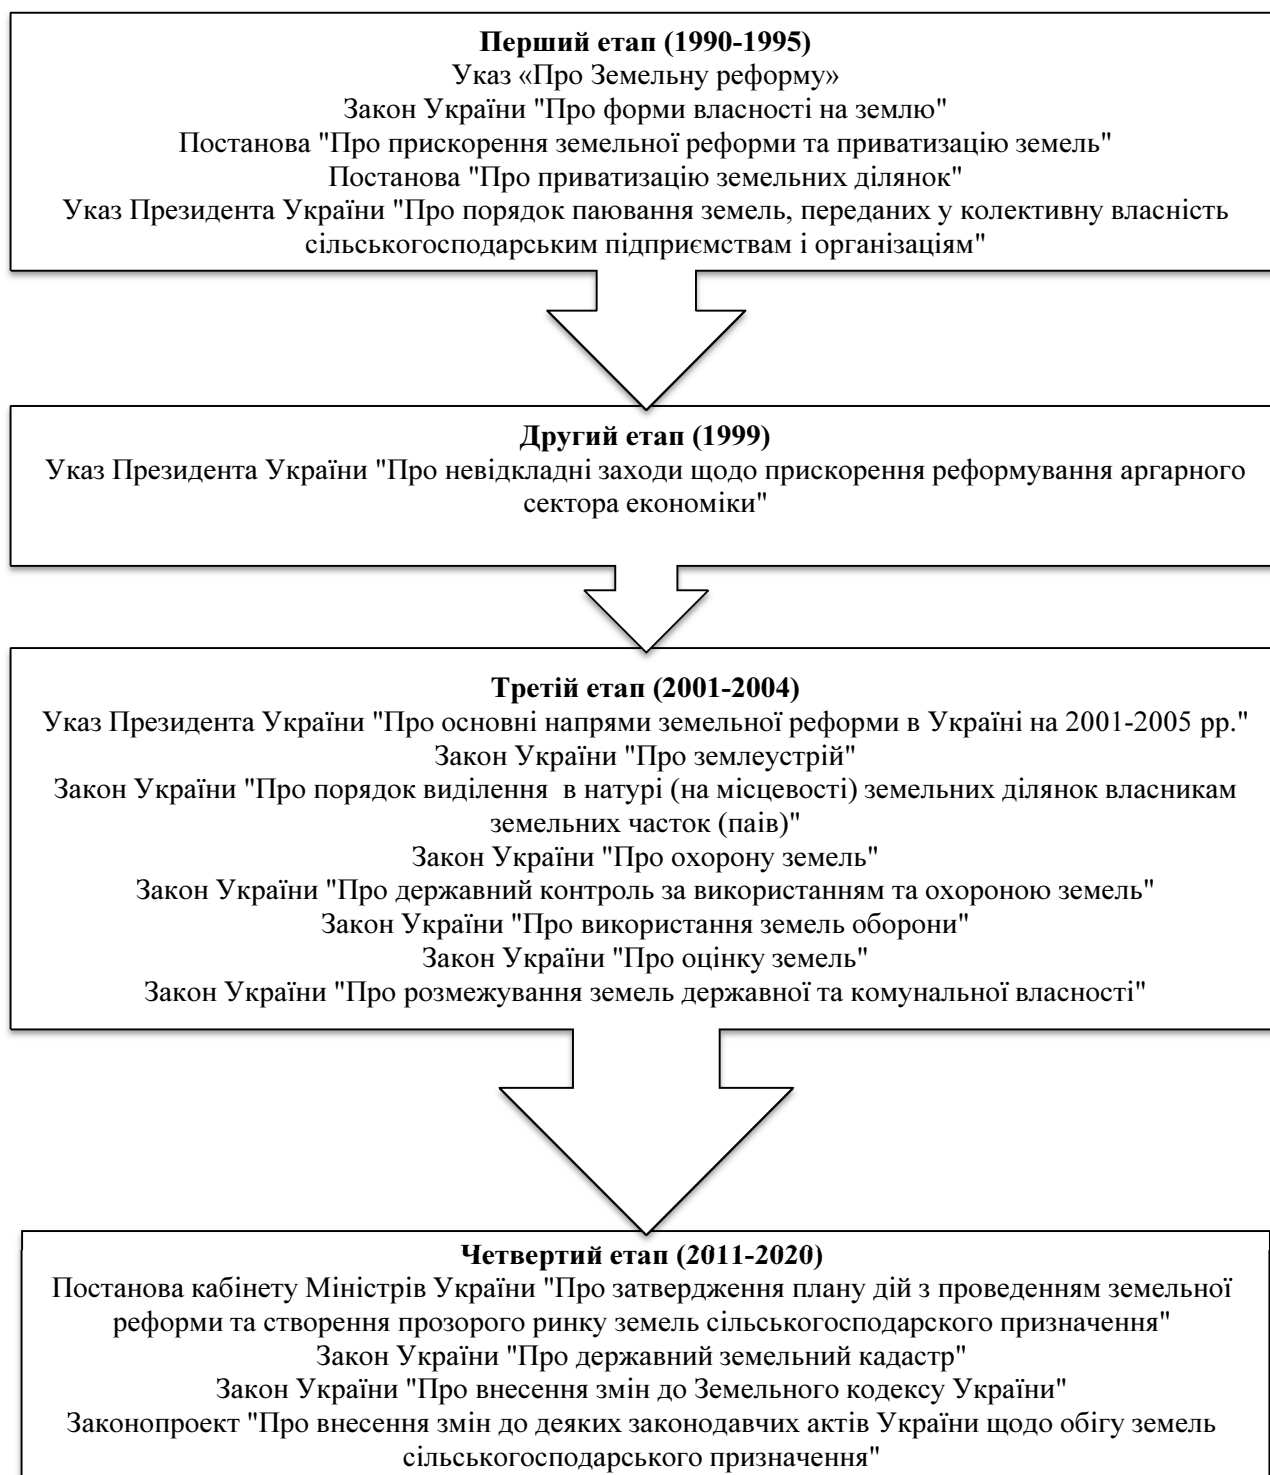 Перший етап (1990-1995)
Указ «Про Земельну реформу»
Закон України "Про форми власності на землю"
Постанова "Про прискорення земельної реформи та приватизацію земель"
Постанова "Про приватизацію земельних ділянок"
Указ Президента України "Про порядок паювання земель, переданих у колективну власність
сільськогосподарським підприємствам і організаціям"
Другий етап (1999)
Указ Президента України "Про невідкладні заходи щодо прискорення реформування аргарного
сектора економіки"
Третій етап (2001-2004)
Указ Президента України "Про основні напрями земельної реформи в Україні на 2001-2005 рр."
Закон України "Про землеустрій"
Закон України "Про порядок виділення в натурі (на місцевості) земельних ділянок власникам
земельних часток (паів)"
Закон України "Про охорону земель"
Закон України "Про державний контроль за використанням та охороною земель"
Закон України "Про використання земель оборони"
Закон України "Про оцінку земель"
Закон України "Про розмежування земель державної та комунальної власності"
Четвертий етап (2011-2020)
Постанова кабінету Міністрів України "Про затвердження плану дій з проведенням земельної
реформи та створення прозорого ринку земель сільськогосподарского призначення"
Закон України "Про державний земельний кадастр"
Закон України "Про внесення змін до Земельного кодексу України"
Законопроект "Про внесення змін до деяких законодавчих актів України щодо обігу земель
сільськогосподарського призначення"